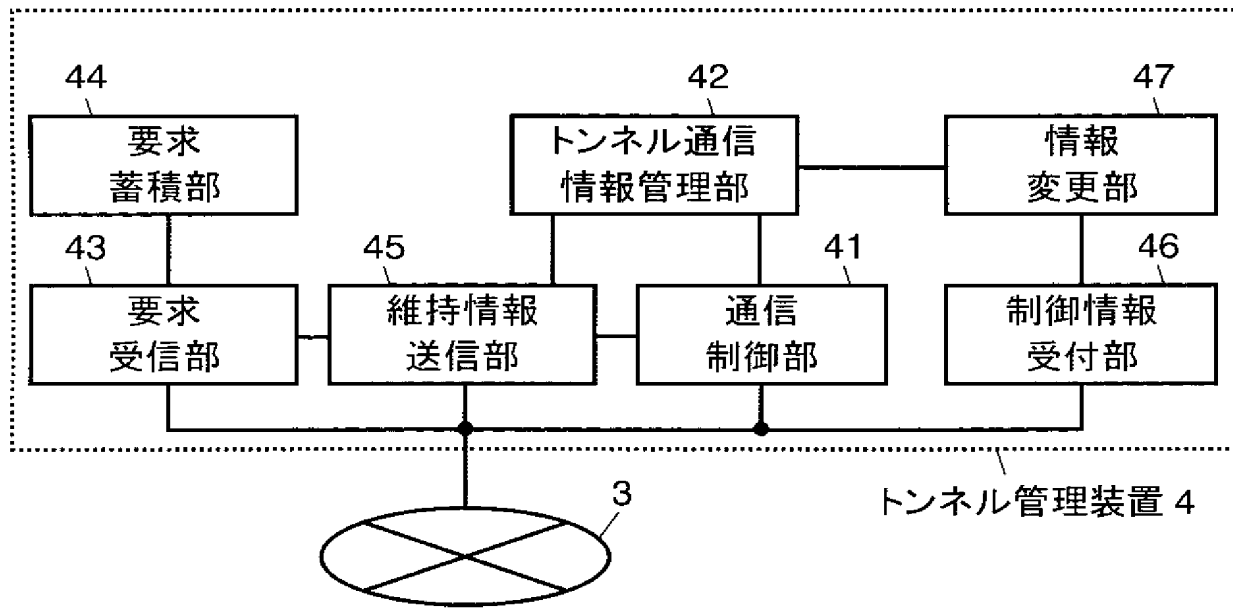 44
要求
蓄積部
42
トンネル通信
情報管理部
47
情報
変更部
43
要求
受信部
45
維持情報
送信部
41
通信
制御部
46
制御情報
受付部
トンネル管理装置 4
3